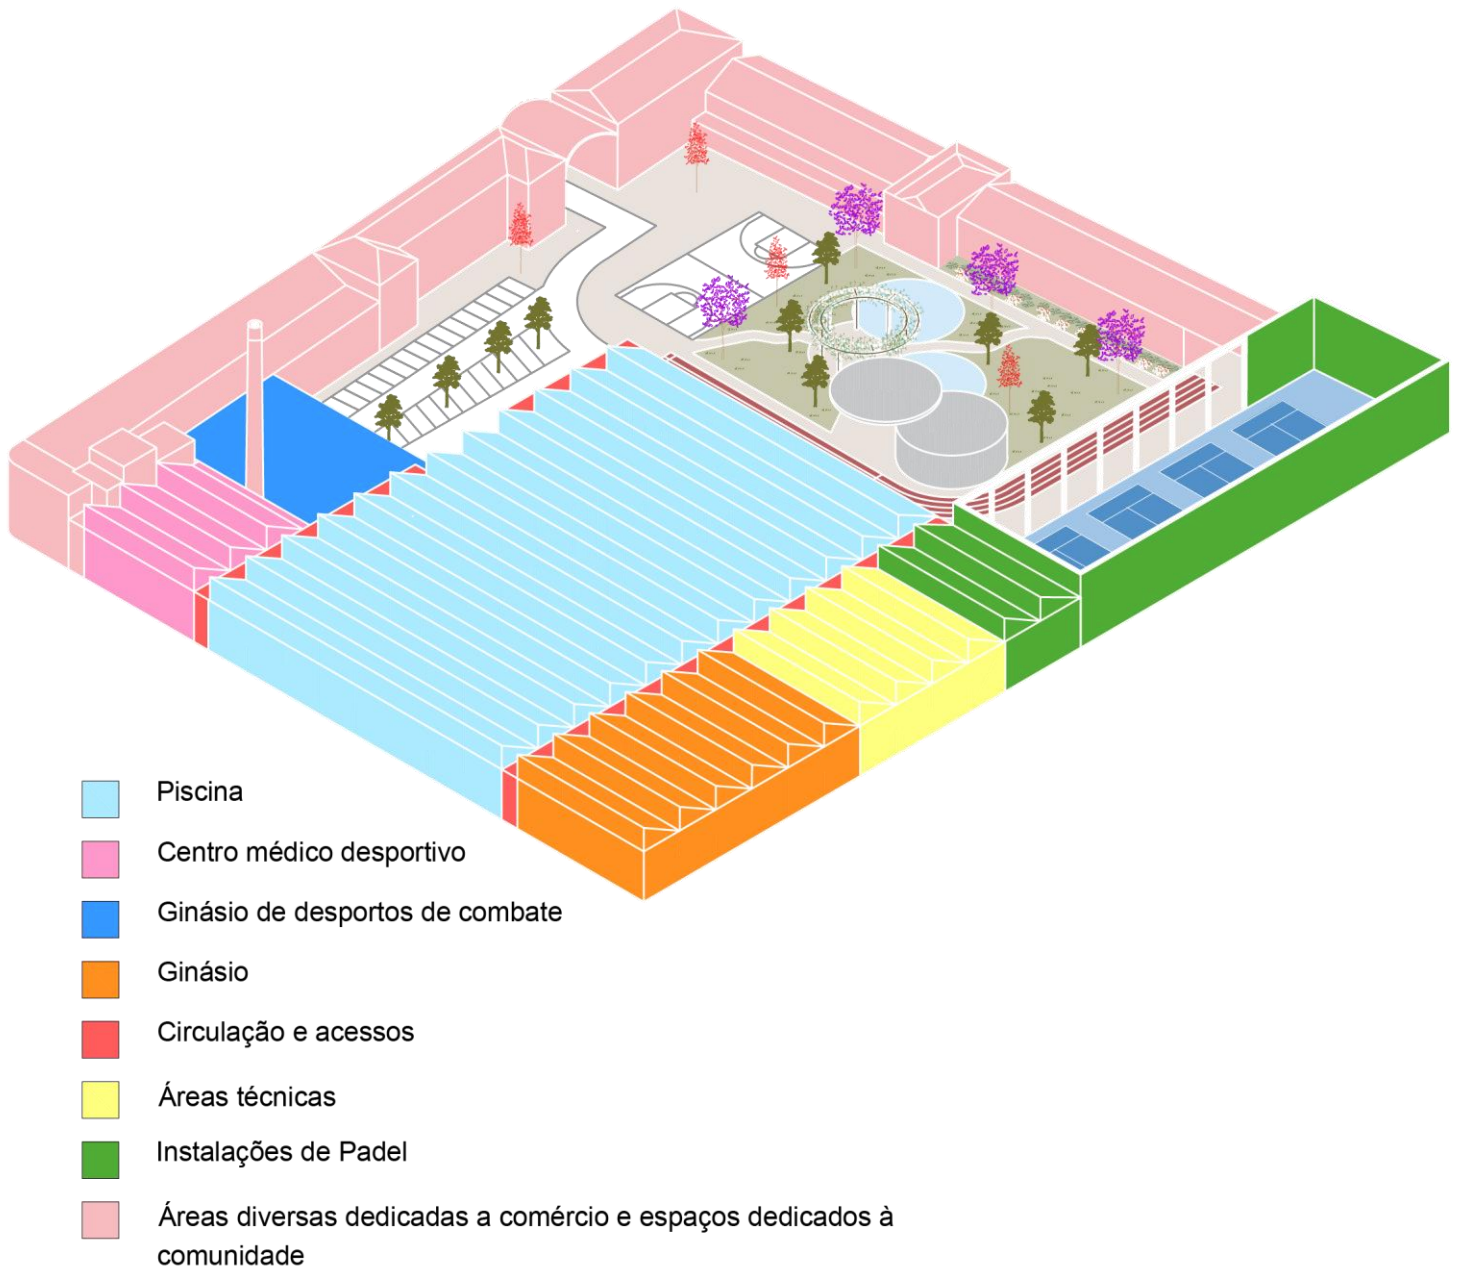 Piscina
Centro médico desportivo
Ginásio de desportos de combate
Ginásio
Circulação e acessos
Áreas técnicas
Instalações de Padel
Áreas diversas dedicadas a comércio e espaços dedicados à
comunidade